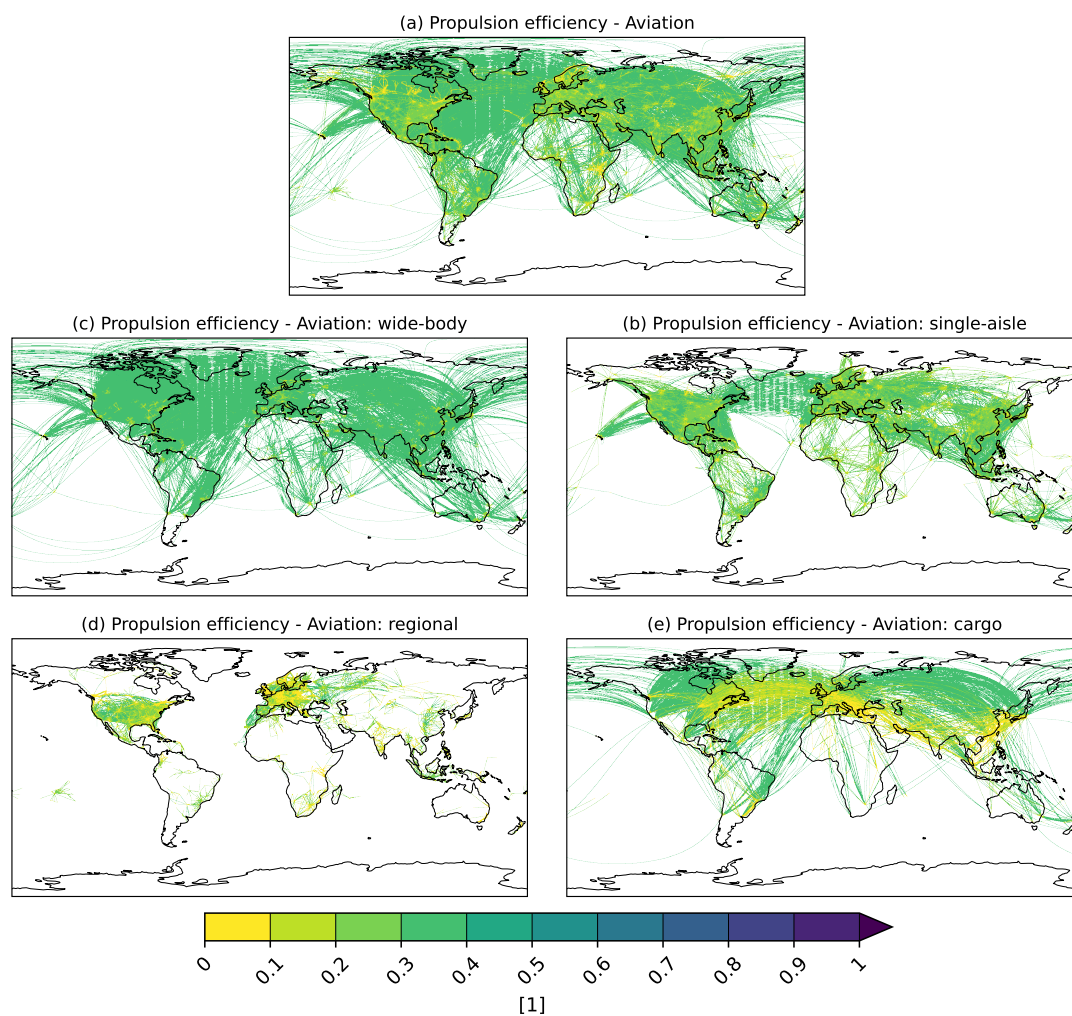 (a) Propulsion efficiency - Aviation
(c) Propulsion efficiency - Aviation: wide-body
(b) Propulsion efficiency - Aviation: single-aisle
(d) Propulsion efficiency - Aviation: regional
(e) Propulsion efficiency - Aviation: cargo
0 0.1 0.2 0.3 0.4 0.5 0.6 0.7 0.8 0.9 1
[1]